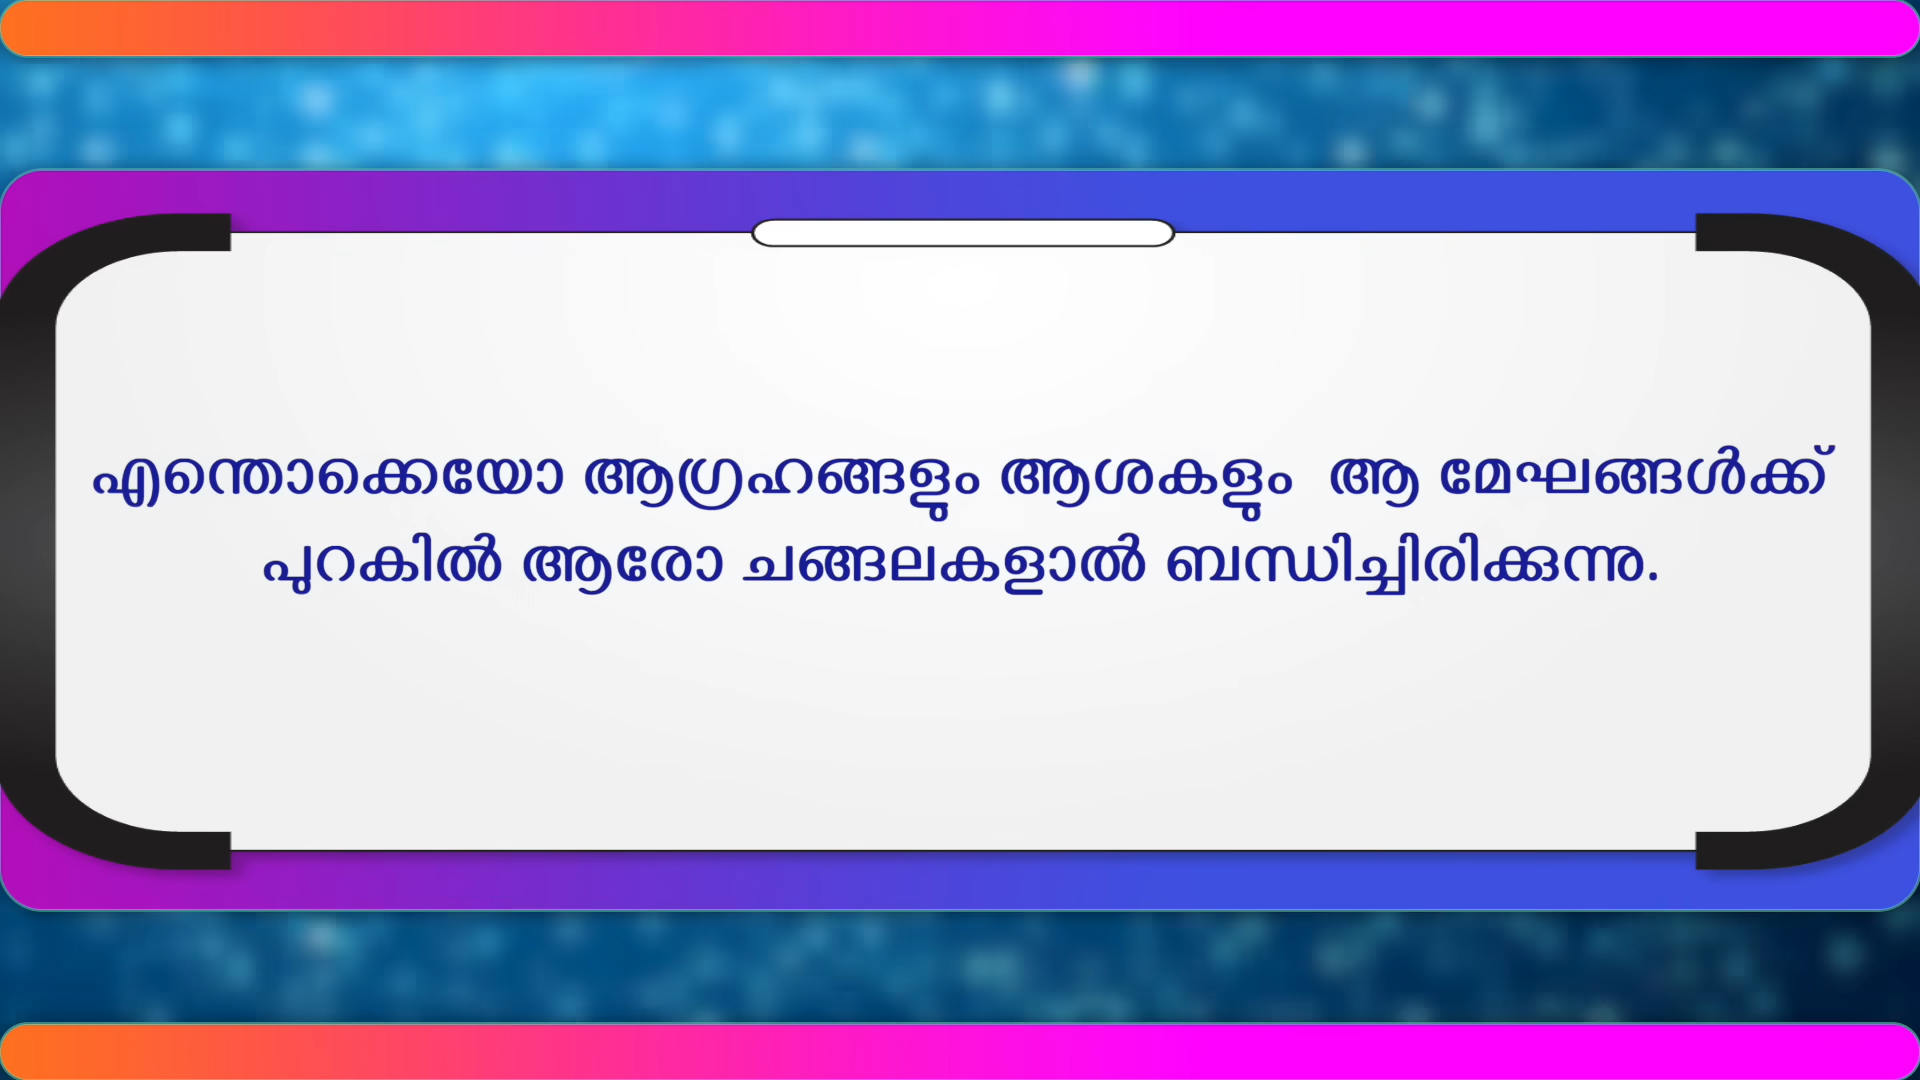 എന്തൊക്കെയോ ആഗ്രഹങ്ങളും ആശകളും ആ മേഘങ്ങൾക്ക്
പുറകിൽ ആരോ ചങ്ങലകളാൽ ബന്ധിച്ചിരിക്കുന്നു.